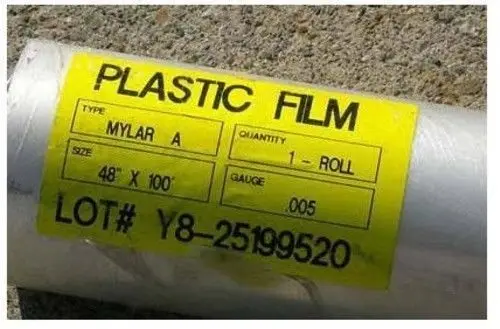 PLASTIC FILM
TYPE
MYLAR A
QUANTITY
1 - ROLL
SIZE
48" X 100'
GAUGE
.005
LOT# Y8-25199520